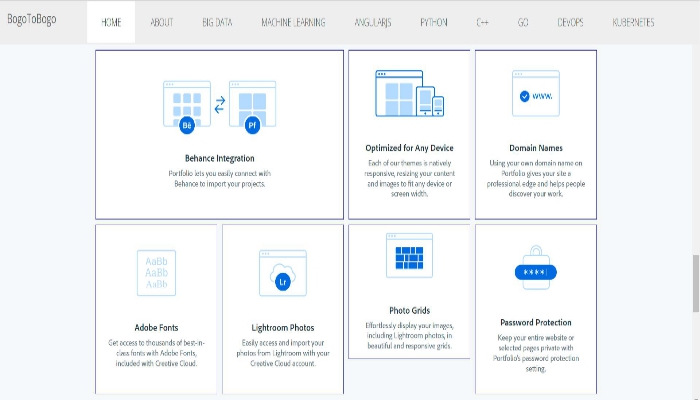 BogoToBogo
HOME ABOUT BIG DATA MACHINE LEARNING ANGULARJS PYTHON C++ GO DEVOPS KUBERNETES
Bē
Pf
Behance Integration
Portfolio lets you easily connect with
Behance to import your projects.
Optimized for Any Device
Each of our themes is natively
responsive, resizing your content
and images to fit any device or
screen width.
www.
Domain Names
Using your own domain name on
Portfolio gives your site a
professional edge and helps people
discover your work.
AaBb
AaBb
AaBb
Adobe Fonts
Get access to thousands of best-in-
class fonts with Adobe Fonts,
included with Creative Cloud.
Lr
Lightroom Photos
Easily access and import your
photos from Lightroom with your
Creative Cloud account.
Photo Grids
Effortlessly display your images,
including Lightroom photos, in
beautiful and responsive grids.
****
Password Protection
Keep your entire website or
selected pages private with
Portfolio's password protection
setting.